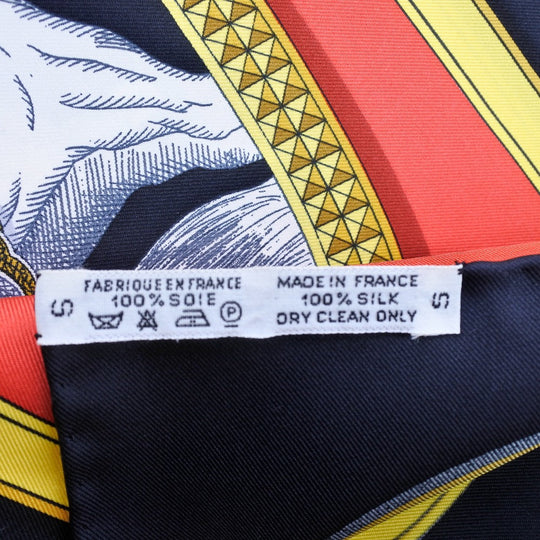 FABRIQUE EN FRANCE
100% SOIE
MADE IN FRANCE
100% SILK
DRY CLEAN ONLY
S
P
S